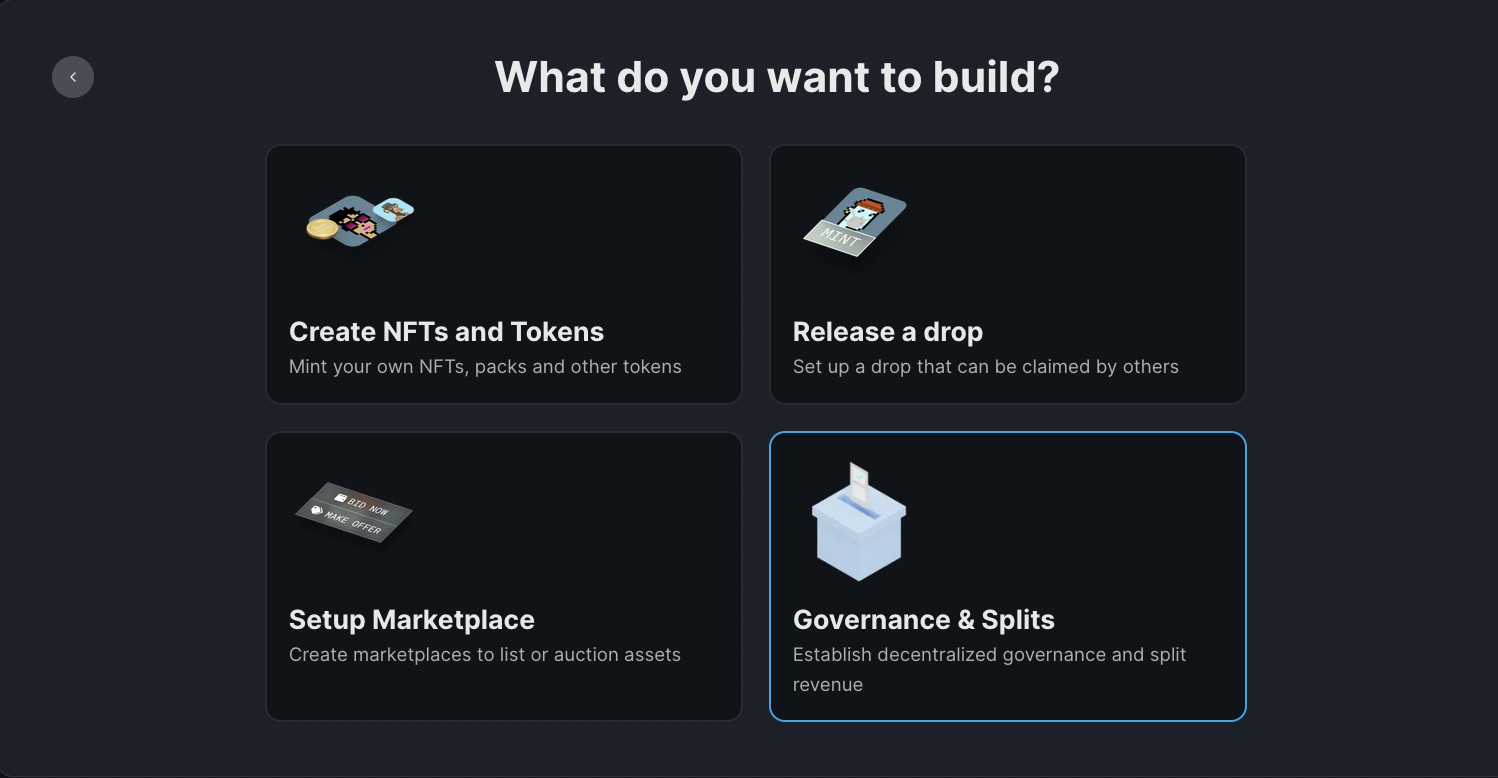 What do you want to build?
MINT
Create NFTs and Tokens
Mint your own NFTs, packs and other tokens
Release a drop
Set up a drop that can be claimed by others
BID NOW
MAKE OFFER
Setup Marketplace
Create marketplaces to list or auction assets
Governance & Splits
Establish decentralized governance and split
revenue